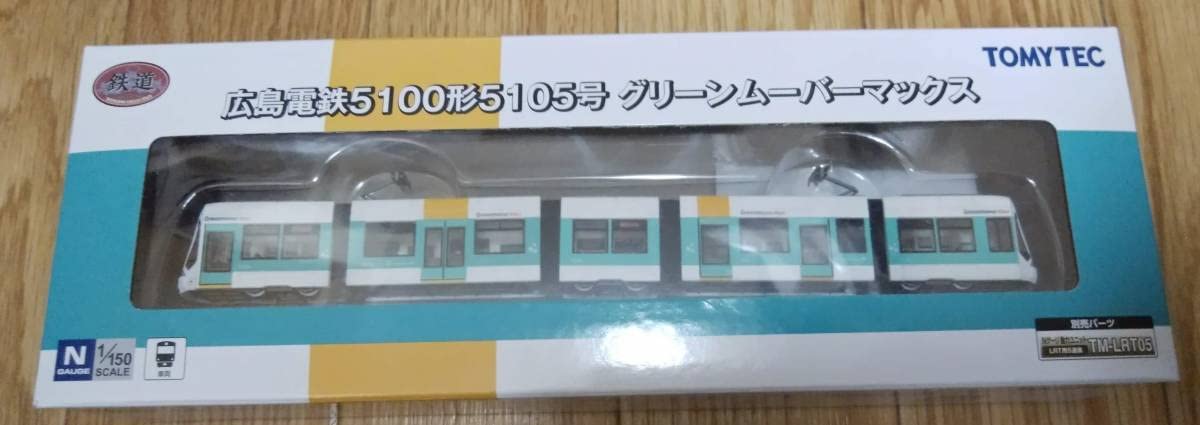 鉄道
TOMYTEC
広島電鉄5100形5105号 グリーンムーバーマックス
N
GAUGE
1/150
SCALE
車両
別売パーツ
TM-LRT05